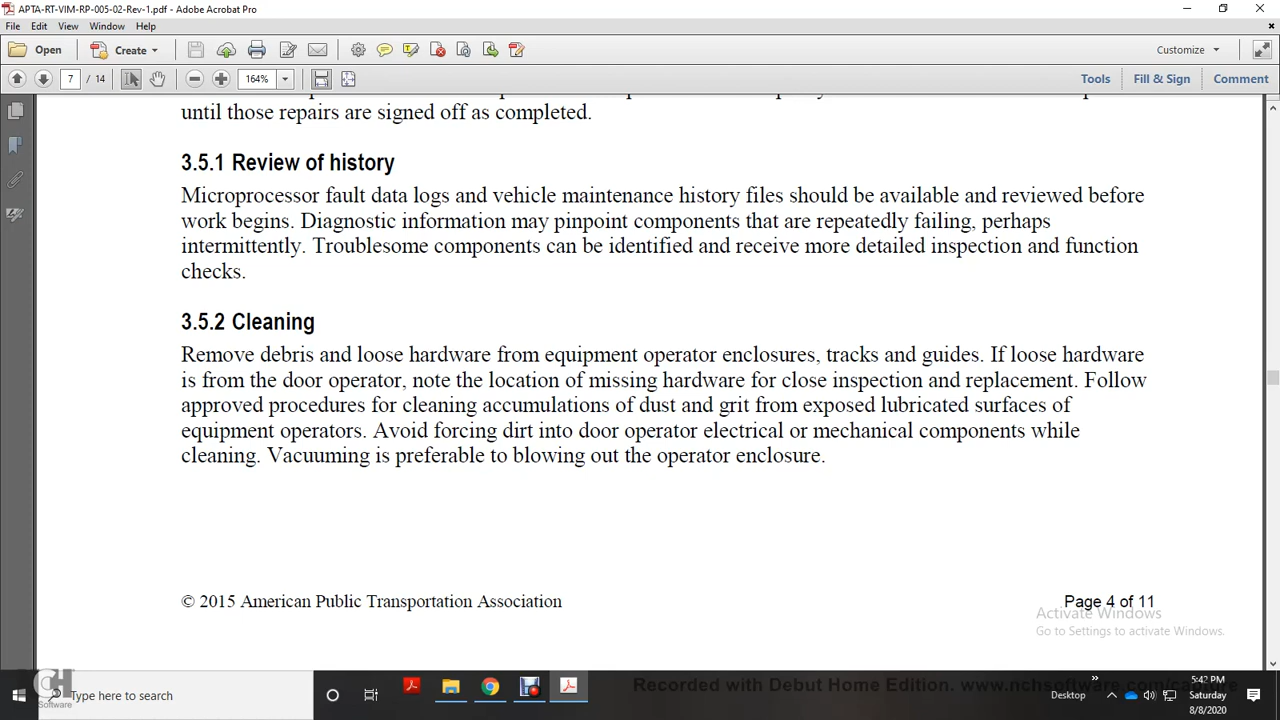 APTA-RT-VIM-RP-005-02-Rev-1.pdf - Adobe Acrobat Pro
File Edit View Window Help
Open Create Customize
7 / 14 164% Tools Fill & Sign Comment
until those repairs are signed off as completed.
3.5.1 Review of history
Microprocessor fault data logs and vehicle maintenance history files should be available and reviewed before
work begins. Diagnostic information may pinpoint components that are repeatedly failing, perhaps
intermittently. Troublesome components can be identified and receive more detailed inspection and function
checks.
3.5.2 Cleaning
Remove debris and loose hardware from equipment operator enclosures, tracks and guides. If loose hardware
is from the door operator, note the location of missing hardware for close inspection and replacement. Follow
approved procedures for cleaning accumulations of dust and grit from exposed lubricated surfaces of
equipment operators. Avoid forcing dirt into door operator electrical or mechanical components while
cleaning. Vacuuming is preferable to blowing out the operator enclosure.
© 2015 American Public Transportation Association Page 4 of 11
Activate Windows
Go to Settings to activate Windows.
NCH Software
Type here to search
Recorded with Debut Home Edition. www.nchsoftware.com/capture
Desktop
5:42 PM
Saturday
8/8/2020